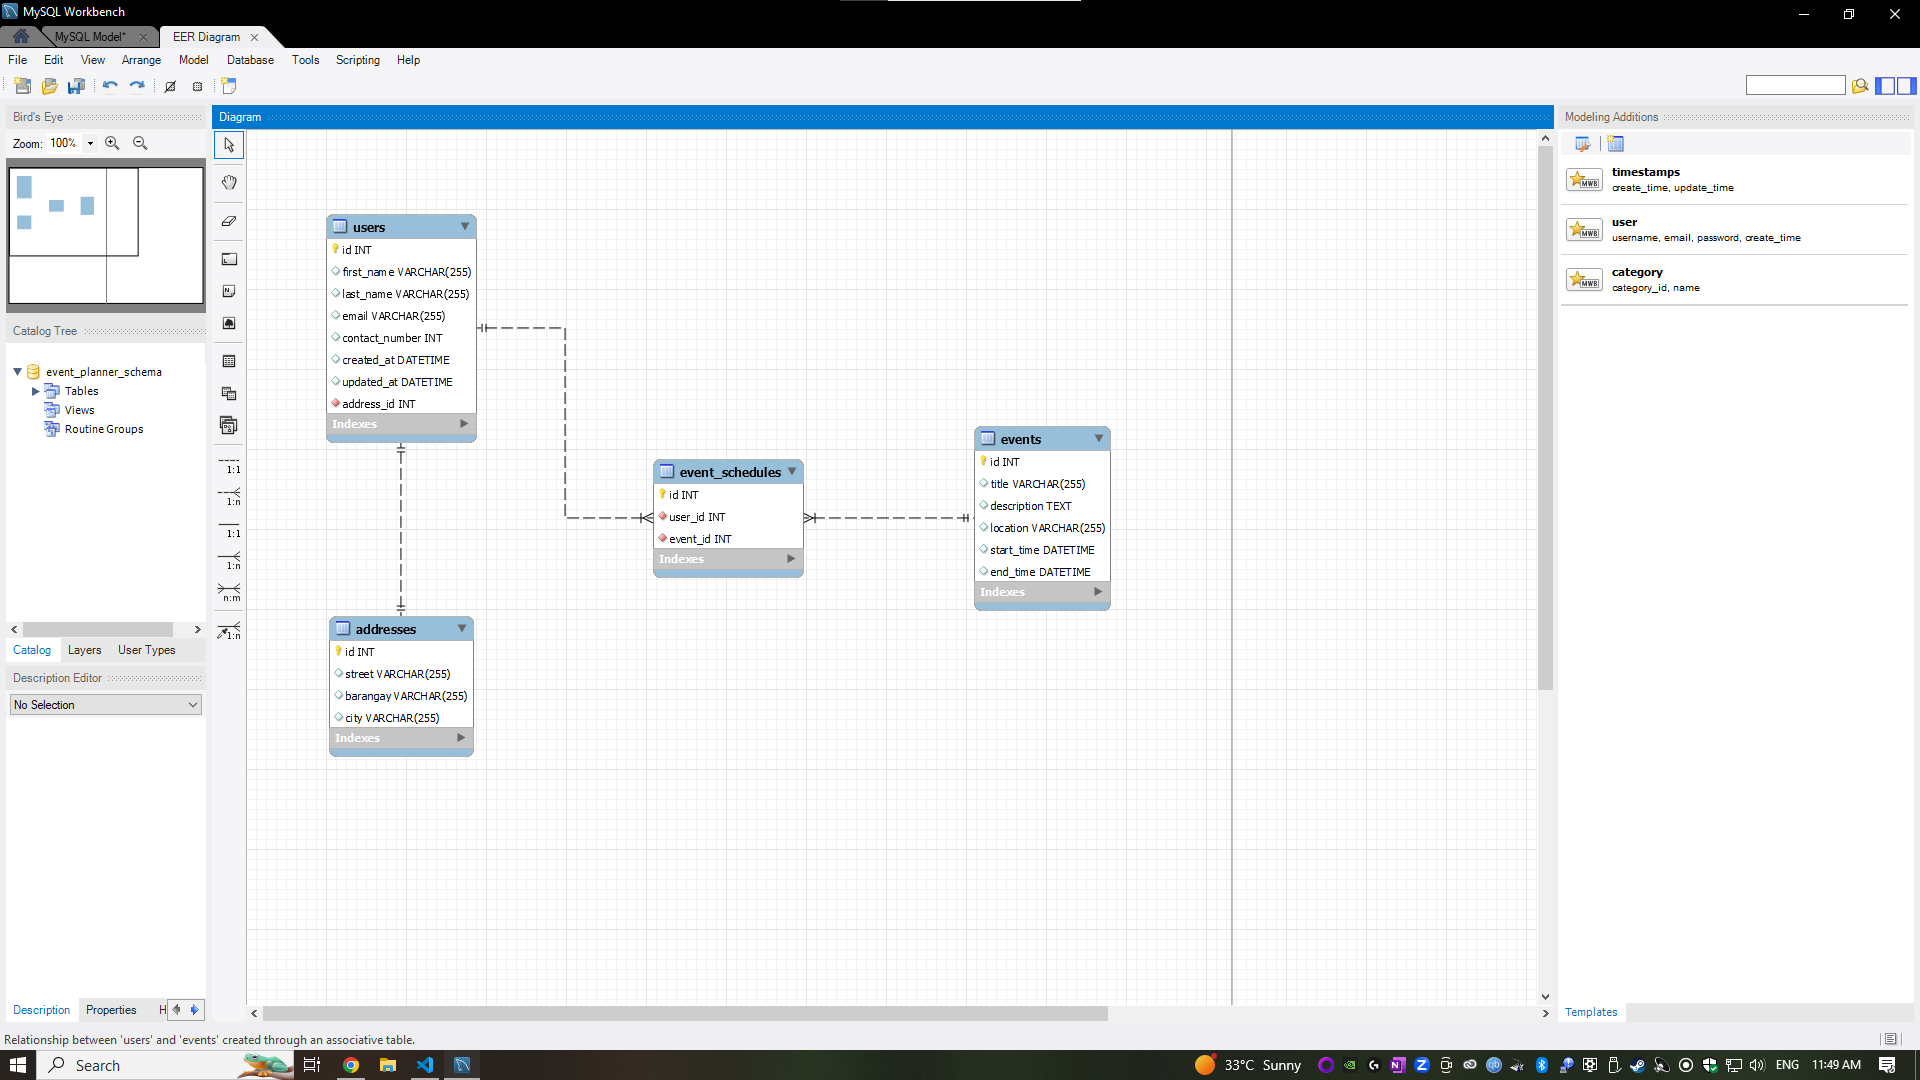 MySQL Workbench
MySQL Model*
EER Diagram
File Edit View Arrange Model Database Tools Scripting Help
Bird's Eye
Zoom: 100%
Catalog Tree
event_planner_schema
Tables
Views
Routine Groups
Catalog Layers User Types
Description Editor
No Selection
Description Properties H
Diagram
1:1
1:n
1:1
1:n
n:m
1:n
users
id INT
first_name VARCHAR(255)
last_name VARCHAR(255)
email VARCHAR(255)
contact_number INT
created_at DATETIME
updated_at DATETIME
address_id INT
Indexes
addresses
id INT
street VARCHAR(255)
barangay VARCHAR(255)
city VARCHAR(255)
Indexes
event_schedules
id INT
user_id INT
event_id INT
Indexes
events
id INT
title VARCHAR(255)
description TEXT
location VARCHAR(255)
start_time DATETIME
end_time DATETIME
Indexes
Modeling Additions
MWB
timestamps
create_time, update_time
MWB
user
username, email, password, create_time
MWB
category
category_id, name
Templates
Relationship between 'users' and 'events' created through an associative table.
Search
33°C Sunny
ENG
11:49 AM